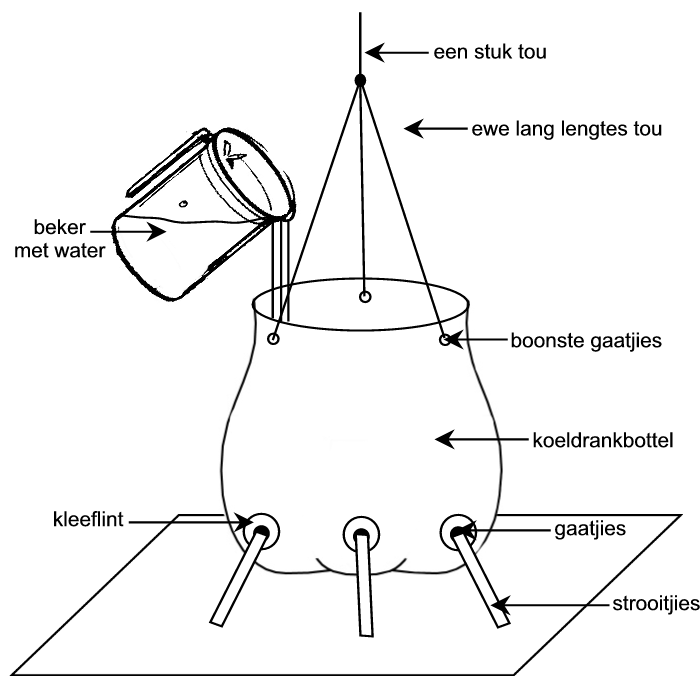 een stuk tou
ewe lang lengtes tou
beker
met water
boonste gaatjies
koeldrankbottel
kleeflint
gaatjies
strooitjies